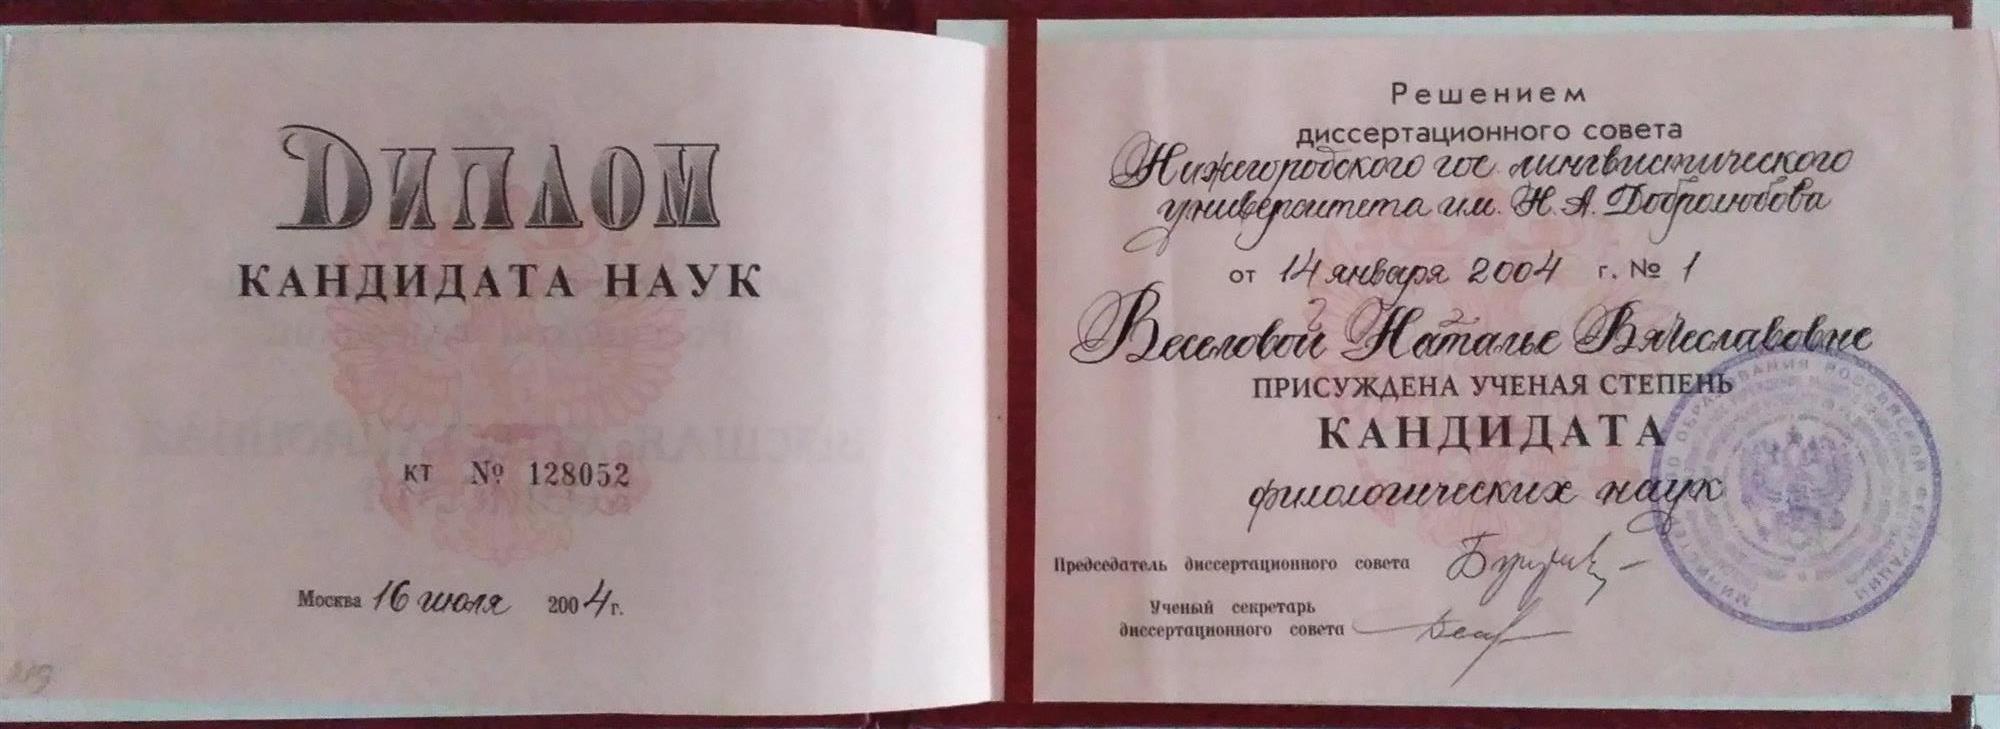 Диплом
КАНДИДАТА НАУК
КТ № 128052
Москва 16 июля 2004 г.
Решением
диссертационного совета
Нижегородского гос. лингвистического
университета им. Н. А. Добролюбова
от 14 января 2004 г. № 1
Веселовой Наталье Вячеславовне
ПРИСУЖДЕНА УЧЕНАЯ СТЕПЕНЬ
КАНДИДАТА
филологических наук
Председатель диссертационного совета
Ученый секретарь
диссертационного совета
РОССИЙСКОЙ ФЕДЕРАЦИИ